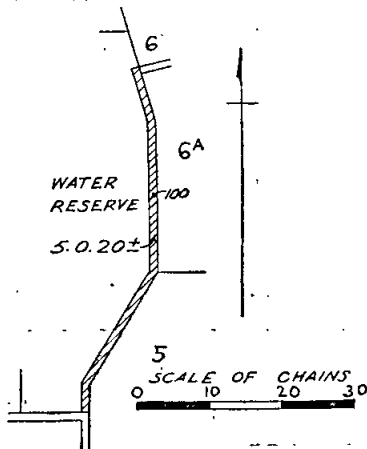 6
6A
WATER
RESERVE
100
5.0.20±
5
SCALE OF CHAINS
0 10 20 30